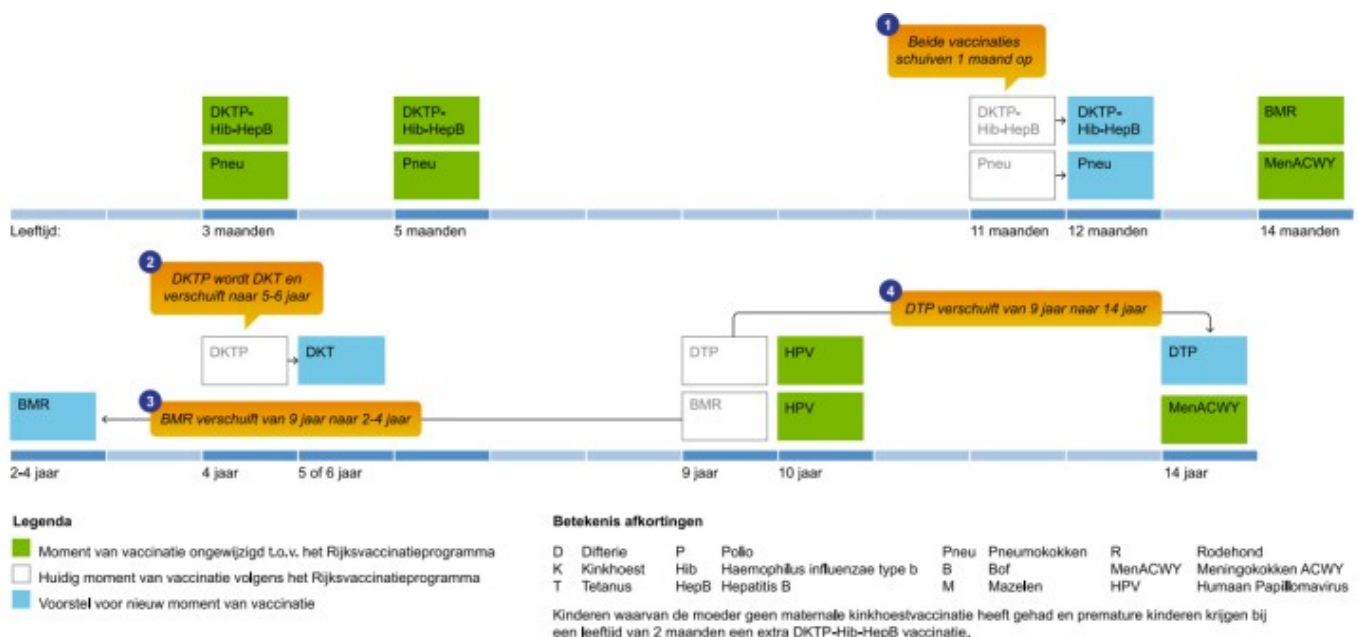 1
Beide vaccinaties
schuiven 1 maand op
DKTP-
Hib-HepB
DKTP-
Hib-HepB
DKTP-
Hib-HepB
DKTP-
Hib-HepB
BMR
Pneu
Pneu
Pneu
Pneu
MenACWY
Leeftijd:
3 maanden
5 maanden
11 maanden
12 maanden
14 maanden
2
DKTP wordt DKT en
verschuift naar 5-6 jaar
4
DTP verschuift van 9 jaar naar 14 jaar
DKTP
DKT
DTP
HPV
DTP
BMR
3
BMR verschuift van 9 jaar naar 2-4 jaar
BMR
HPV
MenACWY
2-4 jaar
4 jaar
5 of 6 jaar
9 jaar
10 jaar
14 jaar
Legenda
Moment van vaccinatie ongewijzigd t.o.v. het Rijksvaccinatieprogramma
Huidig moment van vaccinatie volgens het Rijksvaccinatieprogramma
Voorstel voor nieuw moment van vaccinatie
Betekenis afkortingen
D Difterie P Polio Pneu Pneumokokken R Rodehond
K Kinkhoest Hib Haemophilus influenzae type b B Bof MenACWY Meningokokken ACWY
T Tetanus HepB Hepatitis B M Mazelen HPV Humaan Papillomavirus
Kinderen waarvan de moeder geen maternale kinkhoestvaccinatie heeft gehad en premature kinderen krijgen bij
een leeftijd van 2 maanden een extra DKTP-Hib-HepB vaccinatie.